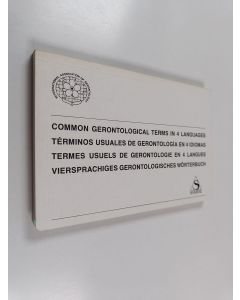 COMMON GERONTOLOGICAL TERMS IN 4 LANGUAGES
TÉRMINOS USUALES DE GERONTOLOGÍA EN 4 IDIOMAS
TERMES USUELS DE GERONTOLOGIE EN 4 LANGUES
VIERSPRACHIGES GERONTOLOGISCHES WÖRTERBUCH
S